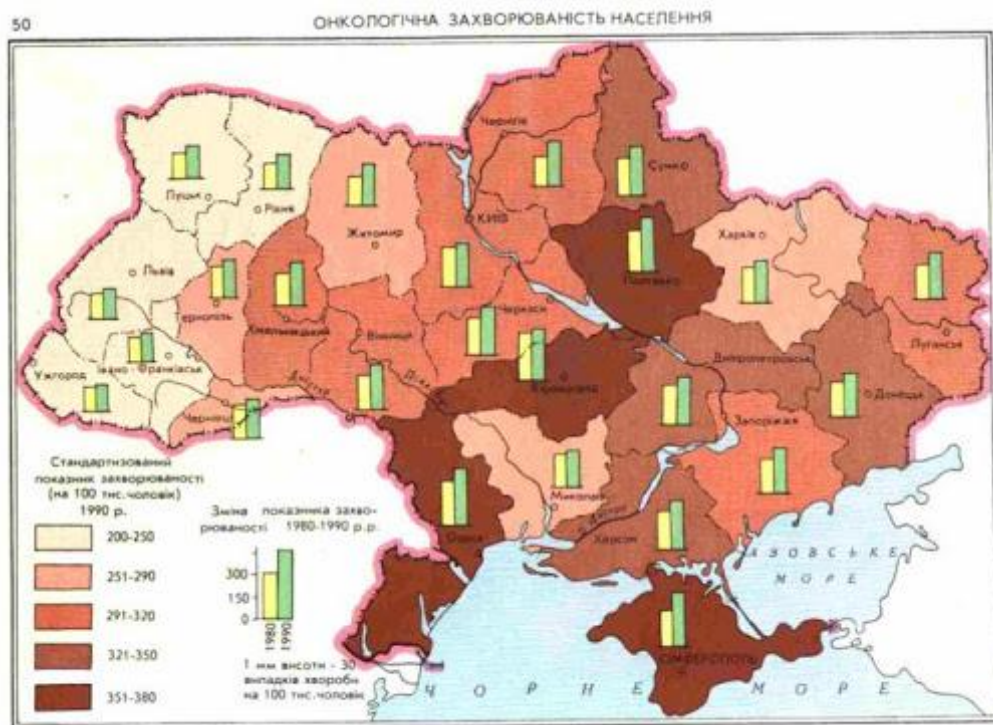 50
ОНКОЛОГІЧНА ЗАХВОРЮВАНІСТЬ НАСЕЛЕННЯ
Чернігів
Суми
Луцьк
Рівне
КИЇВ
Житомир
Харків
Львів
Полтава
Тернопіль
Хмельницький
Черкаси
Вінниця
Луганськ
Івано-Франківськ
Ужгород
Дніпропетровськ
Кіровоград
Донецьк
Дністер
Чернівці
Запоріжжя
Миколаїв
р. Дніпро
Херсон
Одеса
Стандартизований
показник захворюваності
(на 100 тис.чоловік)
1990 р.
200-250
251-290
291-320
321-350
351-380
Зміна показника захво-
рюваності 1980-1990 р.р.
300
150
0
1980
1990
1 мм висоти - 30
випадків хвороби
на 100 тис.чоловік
АЗОВСЬКЕ
МОРЕ
СІМФЕРОПОЛЬ
ЧОРНЕ МОРЕ